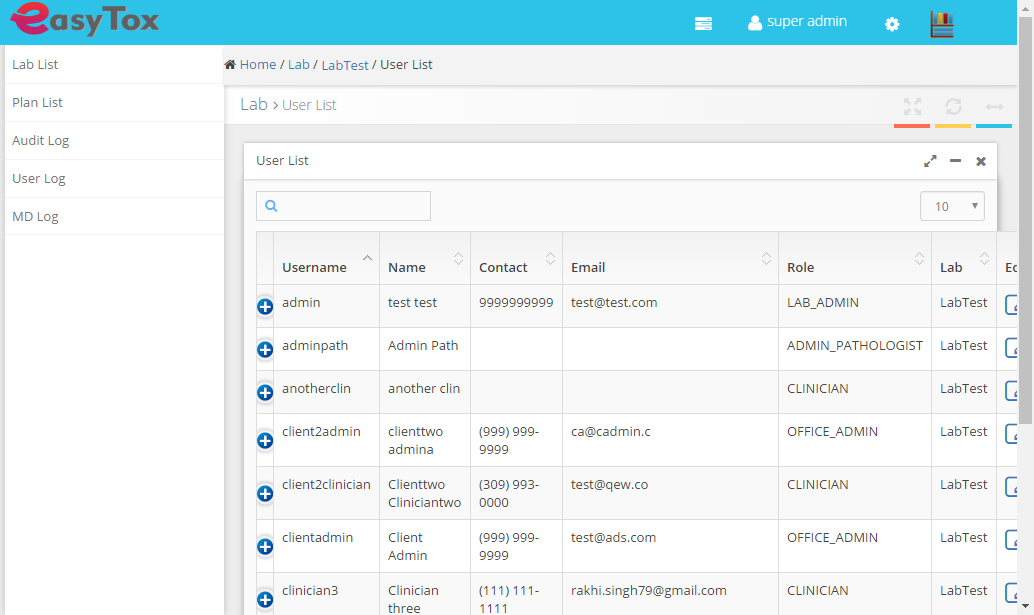 easyTox
super admin
Lab List
Plan List
Audit Log
User Log
MD Log
Home / Lab / LabTest / User List
Lab > User List
User List
10
Username Name Contact Email Role Lab
admin test test 9999999999 test@test.com LAB_ADMIN LabTest
adminpath Admin Path ADMIN_PATHOLOGIST LabTest
anotherclin another clin CLINICIAN LabTest
client2admin clienttwo (999) 999- ca@cadmin.c OFFICE_ADMIN LabTest
admina 9999
client2clinician Clienttwo (309) 993- test@qew.co CLINICIAN LabTest
Cliniciantwo 0000
clientadmin Client (999) 999- test@ads.com OFFICE_ADMIN LabTest
Admin 9999
clinician3 Clinician (111) 111- rakhi.singh79@gmail.com CLINICIAN LabTest
three 1111